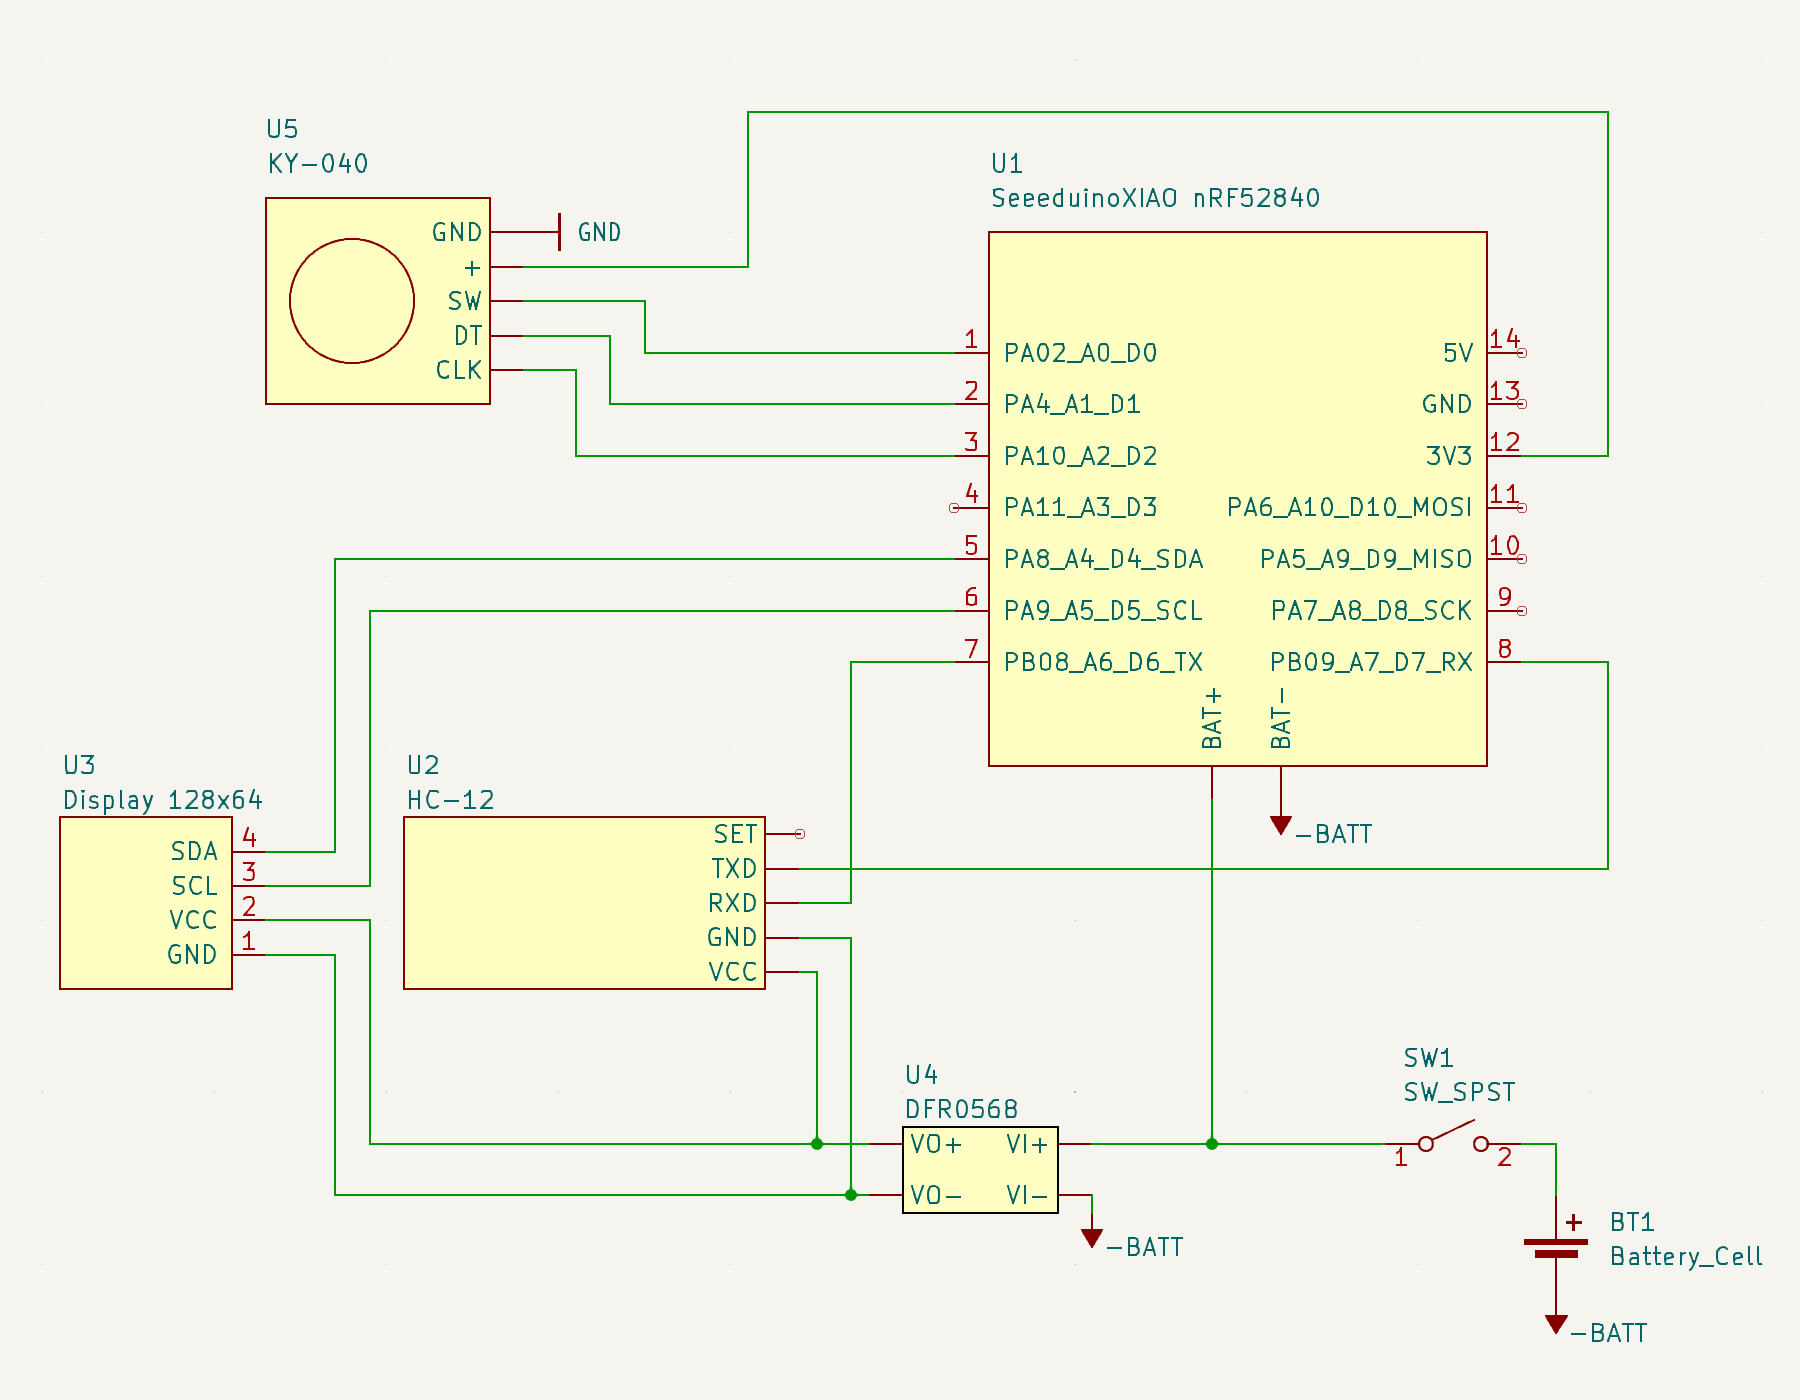 U5
KY-040
GND
+
SW
DT
CLK
GND
U1
SeeeduinoXIAO nRF52840
1 PA02_A0_D0
2 PA4_A1_D1
3 PA10_A2_D2
4 PA11_A3_D3
5 PA8_A4_D4_SDA
6 PA9_A5_D5_SCL
7 PB08_A6_D6_TX
5V 14
GND 13
3V3 12
PA6_A10_D10_MOSI 11
PA5_A9_D9_MISO 10
PA7_A8_D8_SCK 9
PB09_A7_D7_RX 8
BAT+
BAT-
-BATT
U3
Display 128x64
SDA 4
SCL 3
VCC 2
GND 1
U2
HC-12
SET
TXD
RXD
GND
VCC
U4
DFR0568
VO+ VI+
VO- VI-
-BATT
SW1
SW_SPST
1 2
+
BT1
Battery_Cell
-BATT